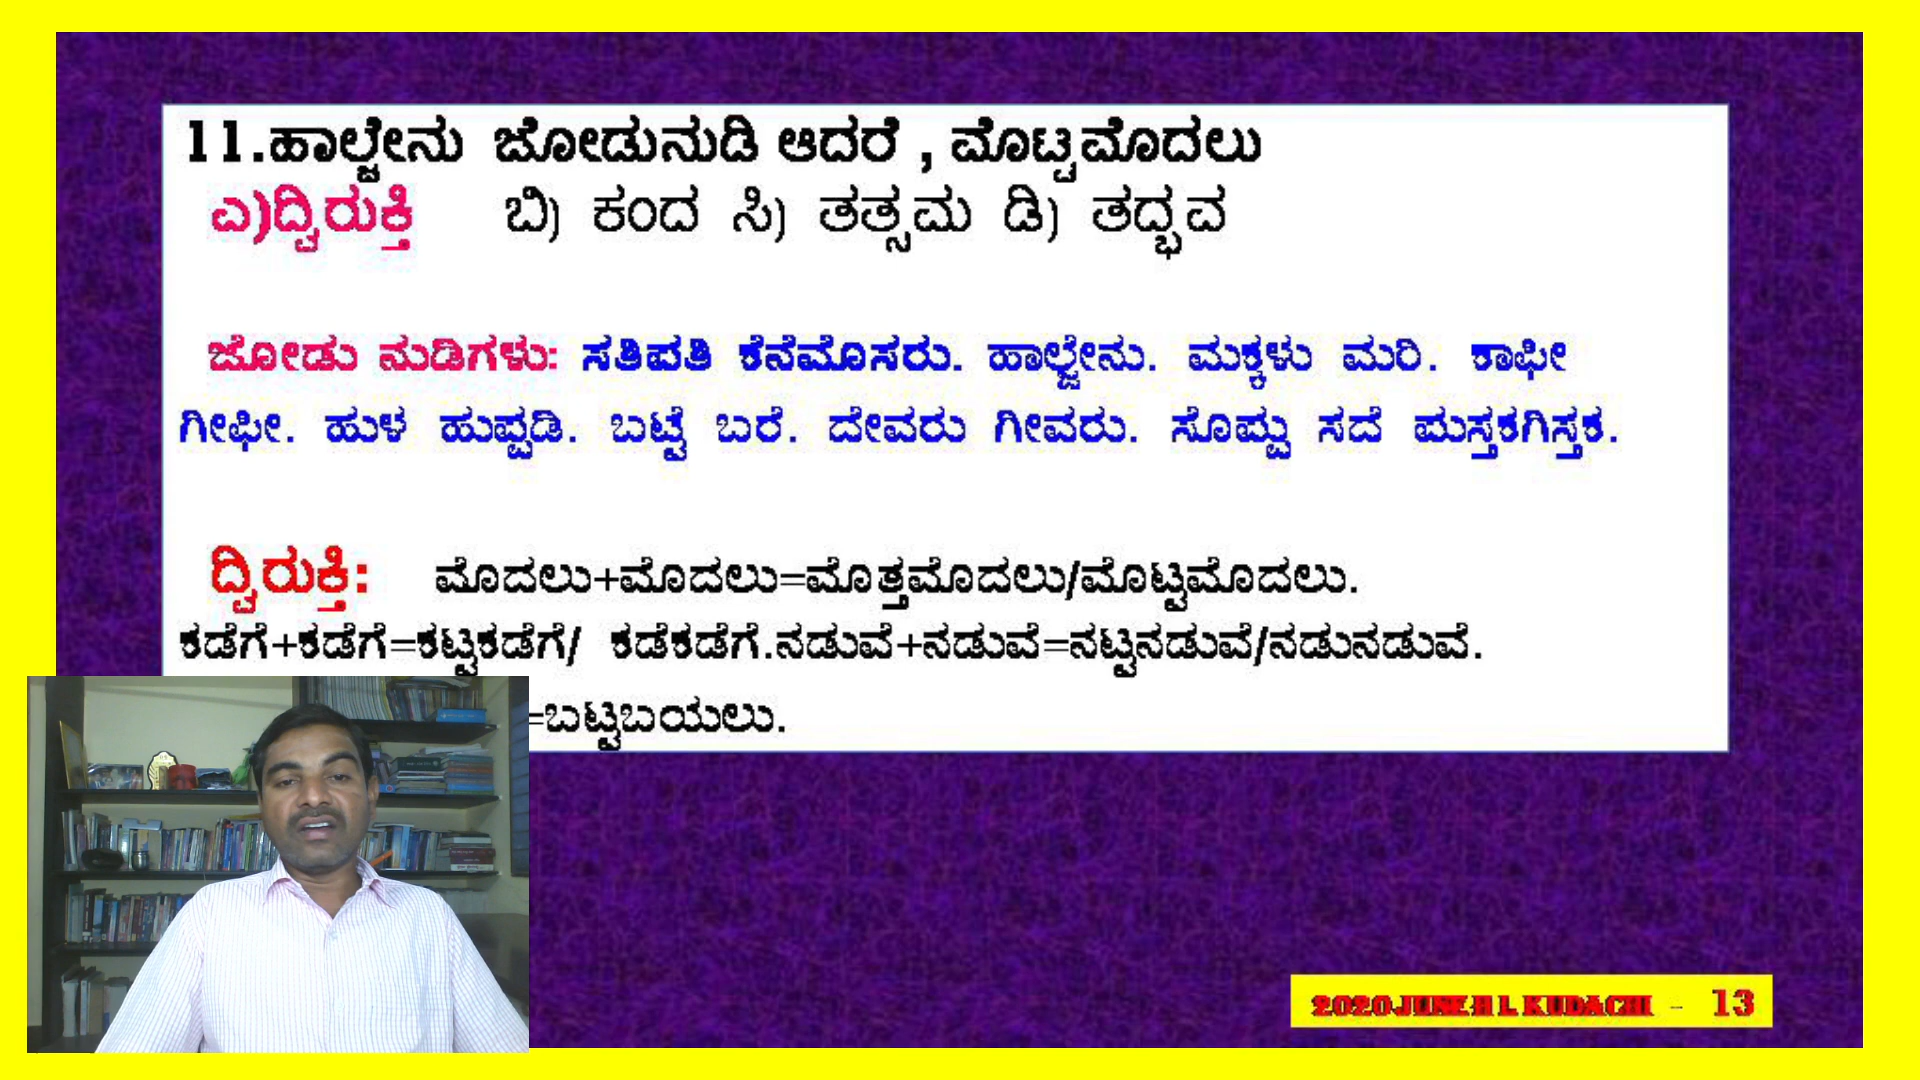 11.ಹಾಲ್ಜೇನು ಜೋಡುನುಡಿ ಆದರೆ , ಮೊಟ್ಟಮೊದಲು
ಎ)ದ್ವಿರುಕ್ತಿ ಬಿ) ಕಂದ ಸಿ) ತತ್ಸಮ ಡಿ) ತದ್ಭವ
ಜೋಡು ನುಡಿಗಳು: ಸತಿಪತಿ ಕೆನೆಮೊಸರು. ಹಾಲ್ಜೇನು. ಮಕ್ಕಳು ಮರಿ. ಕಾಫೀ
ಗೀಫೀ. ಹುಳ ಹುಪ್ಪಡಿ. ಬಟ್ಟೆ ಬರೆ. ದೇವರು ಗೀವರು. ಸೊಪ್ಪು ಸದೆ ಪುಸ್ತಕಗಿಸ್ತಕ.
ದ್ವಿರುಕ್ತಿ: ಮೊದಲು+ಮೊದಲು=ಮೊತ್ತಮೊದಲು/ಮೊಟ್ಟಮೊದಲು.
ಕಡೆಗೆ+ಕಡೆಗೆ=ಕಟ್ಟಕಡೆಗೆ/ ಕಡೆಕಡೆಗೆ.ನಡುವೆ+ನಡುವೆ=ನಟ್ಟನಡುವೆ/ನಡುನಡುವೆ.
=ಬಟ್ಟಬಯಲು.
2020 JUNE H L KUDACHI - 13